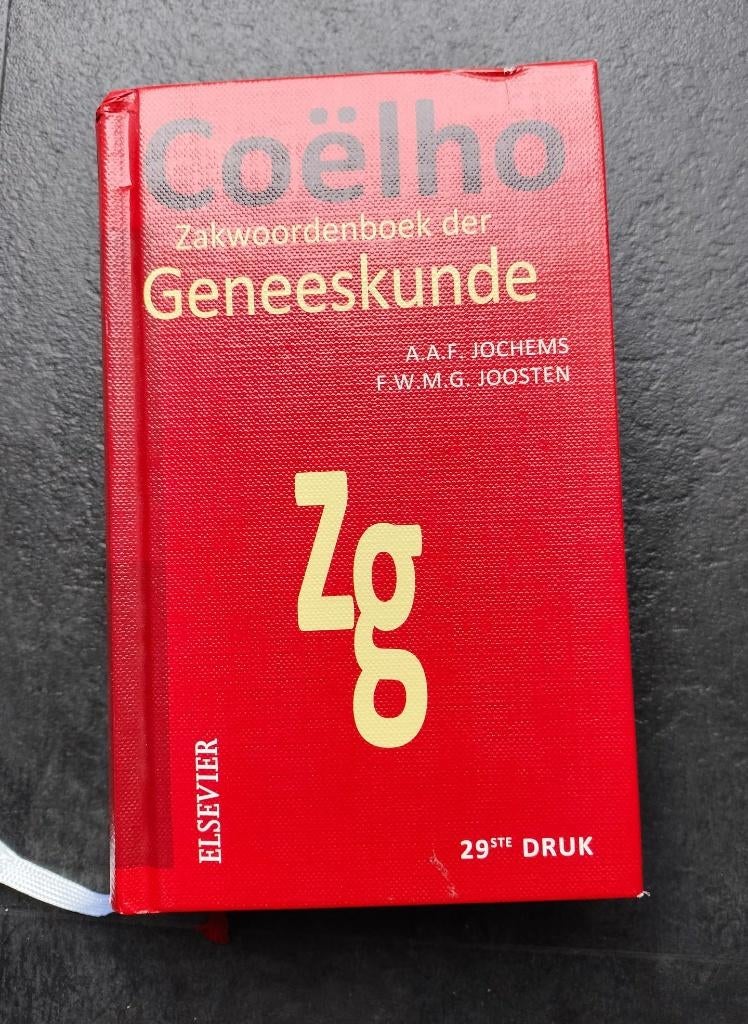 Coëlho
Zakwoordenboek der
Geneeskunde
A.A.F. JOCHEMS
F.W.M.G. JOOSTEN
Zg
ELSEVIER
29STE DRUK